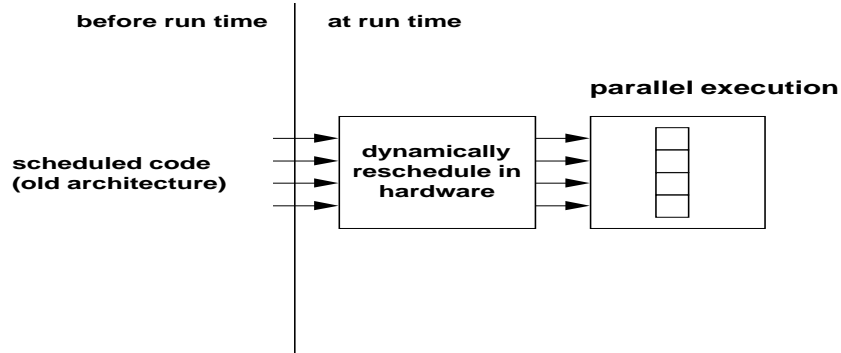 before run time
at run time
parallel execution
scheduled code
(old architecture)
dynamically
reschedule in
hardware